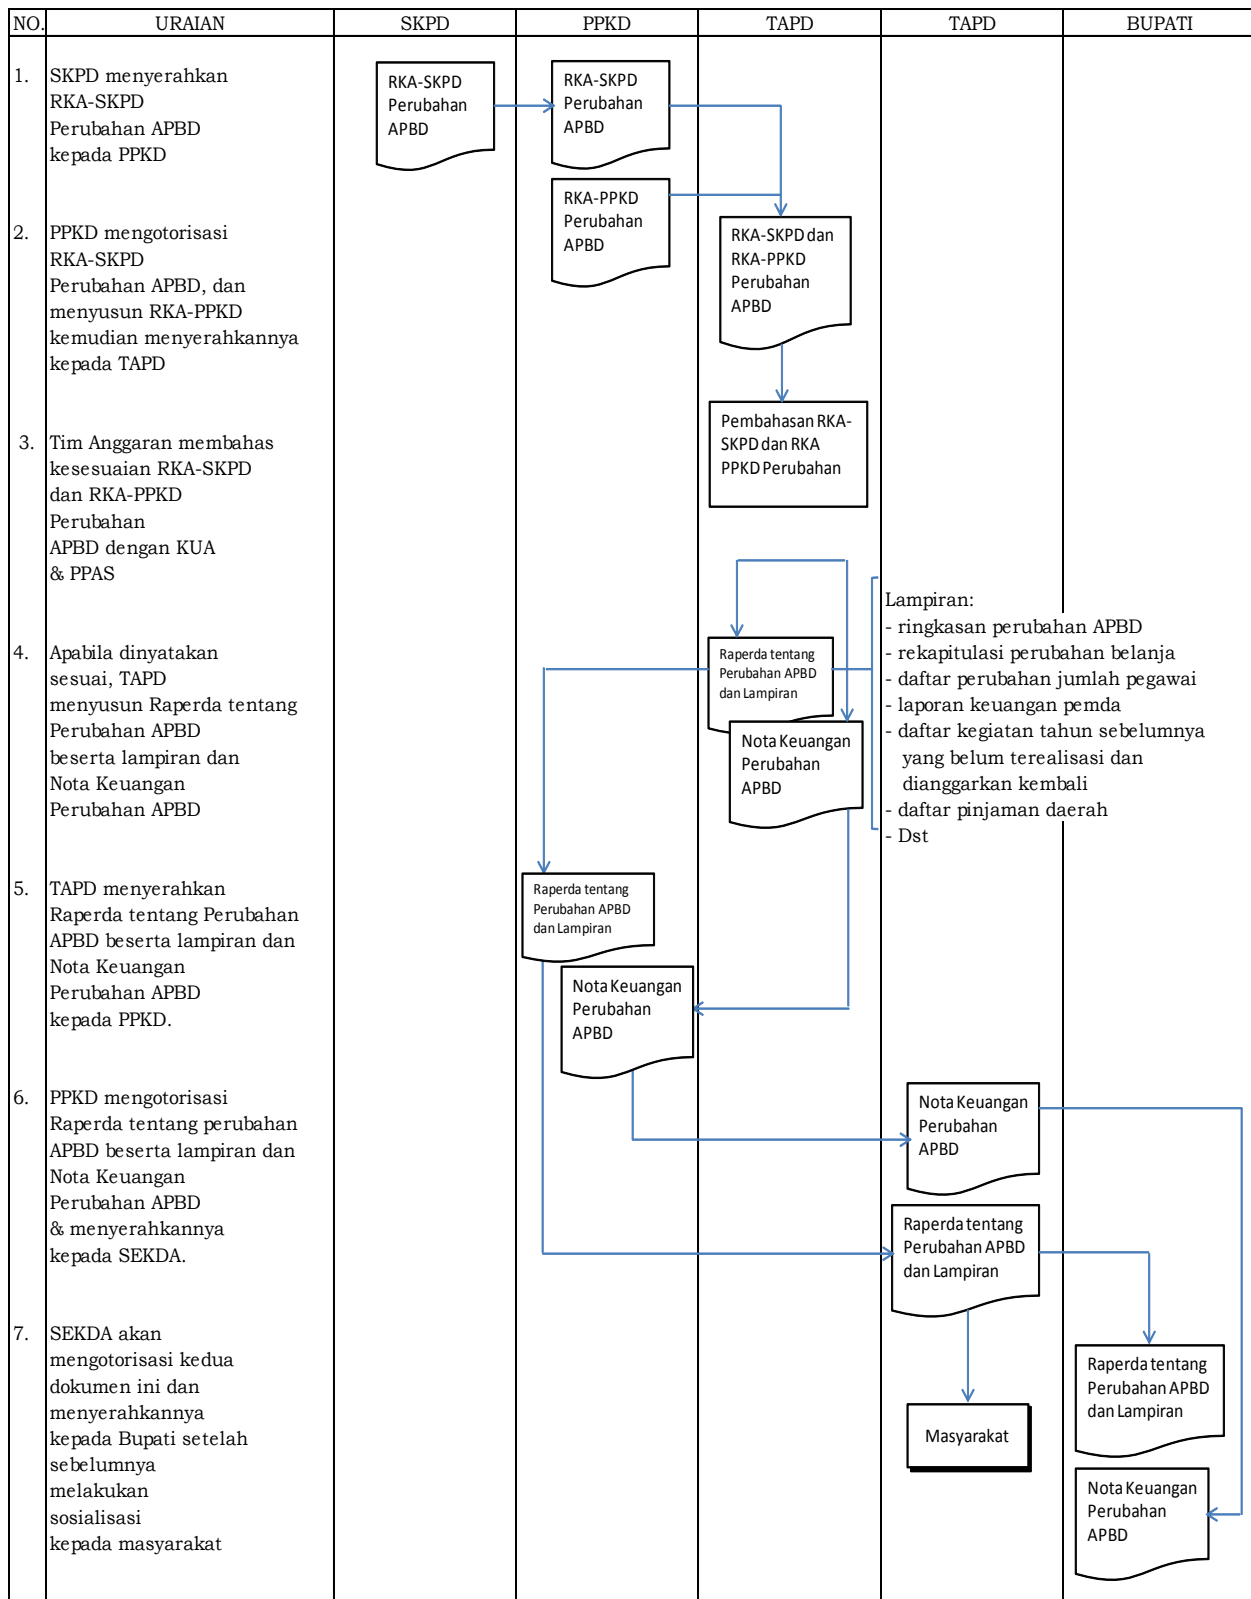 NO. URAIAN SKPD PPKD TAPD TAPD BUPATI
1. SKPD menyerahkan
RKA-SKPD
Perubahan APBD
kepada PPKD
RKA-SKPD
Perubahan
APBD
RKA-SKPD
Perubahan
APBD
RKA-PPKD
Perubahan
APBD
2. PPKD mengotorisasi
RKA-SKPD
Perubahan APBD, dan
menyusun RKA-PPKD
kemudian menyerahkannya
kepada TAPD
RKA-SKPD dan
RKA-PPKD
Perubahan
APBD
3. Tim Anggaran membahas
kesesuaian RKA-SKPD
dan RKA-PPKD
Perubahan
APBD dengan KUA
& PPAS
Pembahasan RKA-
SKPD dan RKA
PPKD Perubahan
4. Apabila dinyatakan
sesuai, TAPD
menyusun Raperda tentang
Perubahan APBD
beserta lampiran dan
Nota Keuangan
Perubahan APBD
Raperda tentang
Perubahan APBD
dan Lampiran
Nota Keuangan
Perubahan
APBD
Lampiran:
- ringkasan perubahan APBD
- rekapitulasi perubahan belanja
- daftar perubahan jumlah pegawai
- laporan keuangan pemda
- daftar kegiatan tahun sebelumnya
yang belum terealisasi dan
dianggarkan kembali
- daftar pinjaman daerah
- Dst
5. TAPD menyerahkan
Raperda tentang Perubahan
APBD beserta lampiran dan
Nota Keuangan
Perubahan APBD
kepada PPKD.
Raperda tentang
Perubahan APBD
dan Lampiran
Nota Keuangan
Perubahan
APBD
6. PPKD mengotorisasi
Raperda tentang perubahan
APBD beserta lampiran dan
Nota Keuangan
Perubahan APBD
& menyerahkannya
kepada SEKDA.
Nota Keuangan
Perubahan
APBD
Raperda tentang
Perubahan APBD
dan Lampiran
7. SEKDA akan
mengotorisasi kedua
dokumen ini dan
menyerahkannya
kepada Bupati setelah
sebelumnya
melakukan
sosialisasi
kepada masyarakat
Masyarakat
Raperda tentang
Perubahan APBD
dan Lampiran
Nota Keuangan
Perubahan
APBD